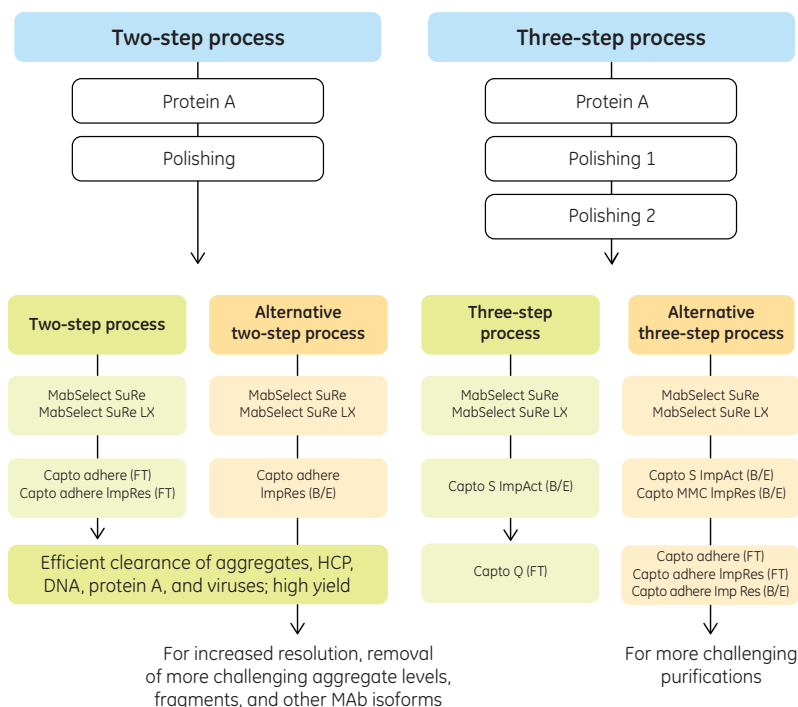 Two-step process
Protein A
Polishing
Three-step process
Protein A
Polishing 1
Polishing 2
Two-step process
MabSelect SuRe
MabSelect SuRe LX
Capto adhere (FT)
Capto adhere ImpRes (FT)
Alternative
two-step process
MabSelect SuRe
MabSelect SuRe LX
Capto adhere
ImpRes (B/E)
Efficient clearance of aggregates, HCP,
DNA, protein A, and viruses; high yield
For increased resolution, removal
of more challenging aggregate levels,
fragments, and other MAb isoforms
Three-step
process
MabSelect SuRe
MabSelect SuRe LX
Capto S ImpAct (B/E)
Capto Q (FT)
Alternative
three-step process
MabSelect SuRe
MabSelect SuRe LX
Capto S ImpAct (B/E)
Capto MMC ImpRes (B/E)
Capto adhere (FT)
Capto adhere ImpRes (FT)
Capto adhere Imp Res (B/E)
For more challenging
purifications